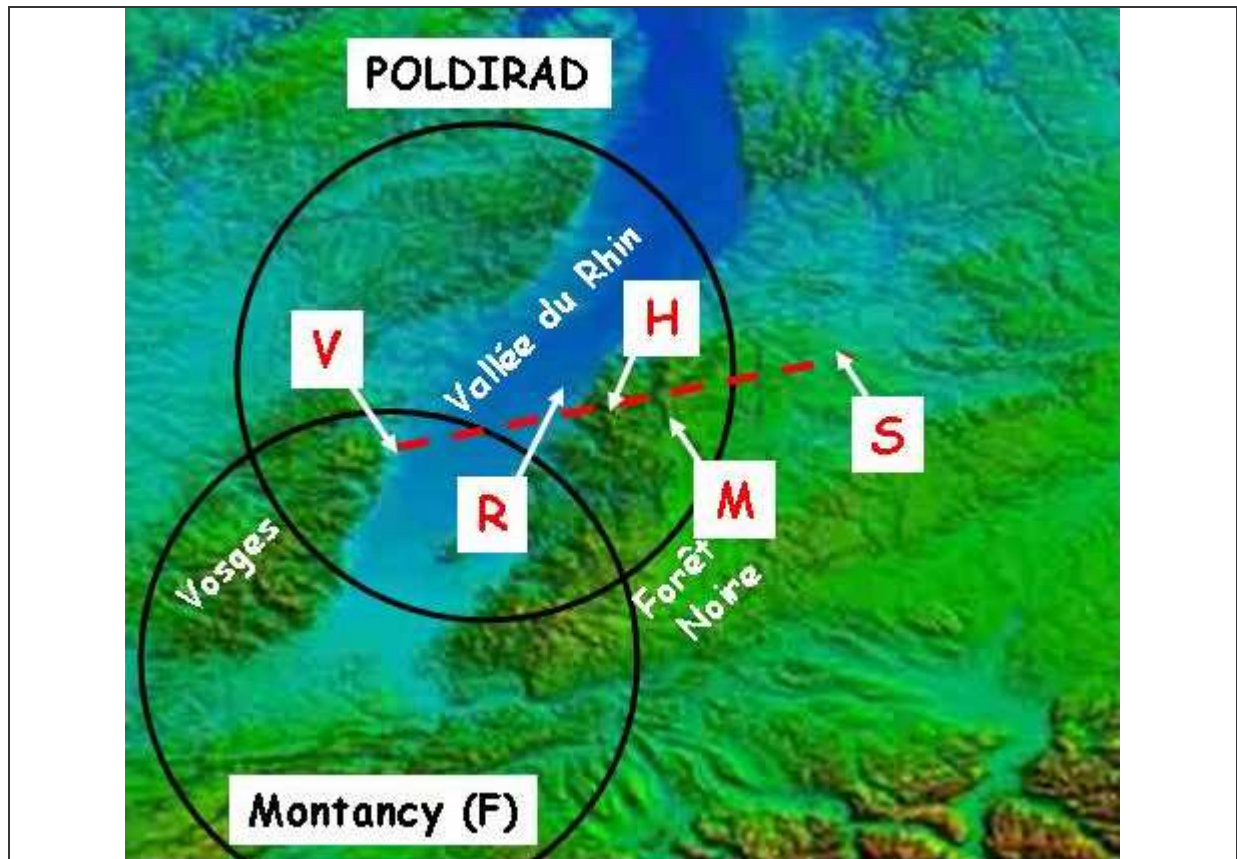 POLDIRAD
Vallée du Rhin
H
V
S
R
M
Vosges
Forêt
Noire
Montancy (F)